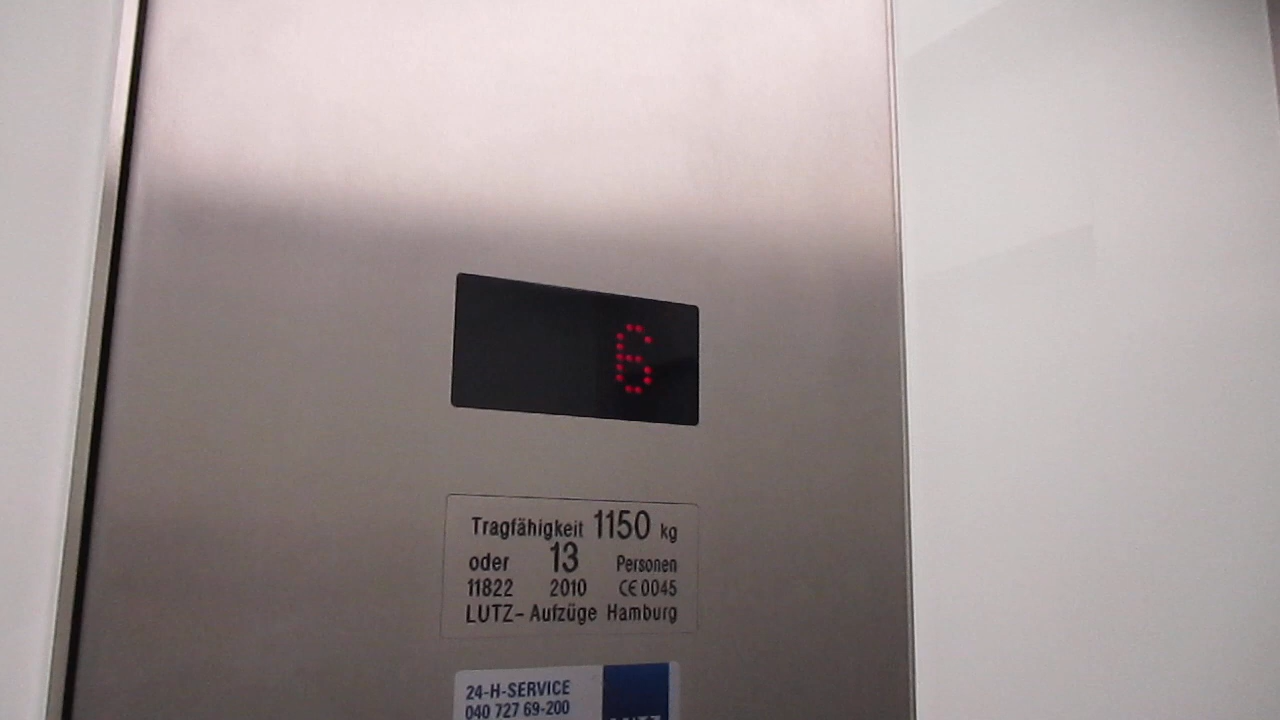 6
Tragfähigkeit 1150 kg
oder 13 Personen
11822 2010 CE 0045
LUTZ- Aufzüge Hamburg
24-H-SERVICE
040 727 69-200
LUTZ